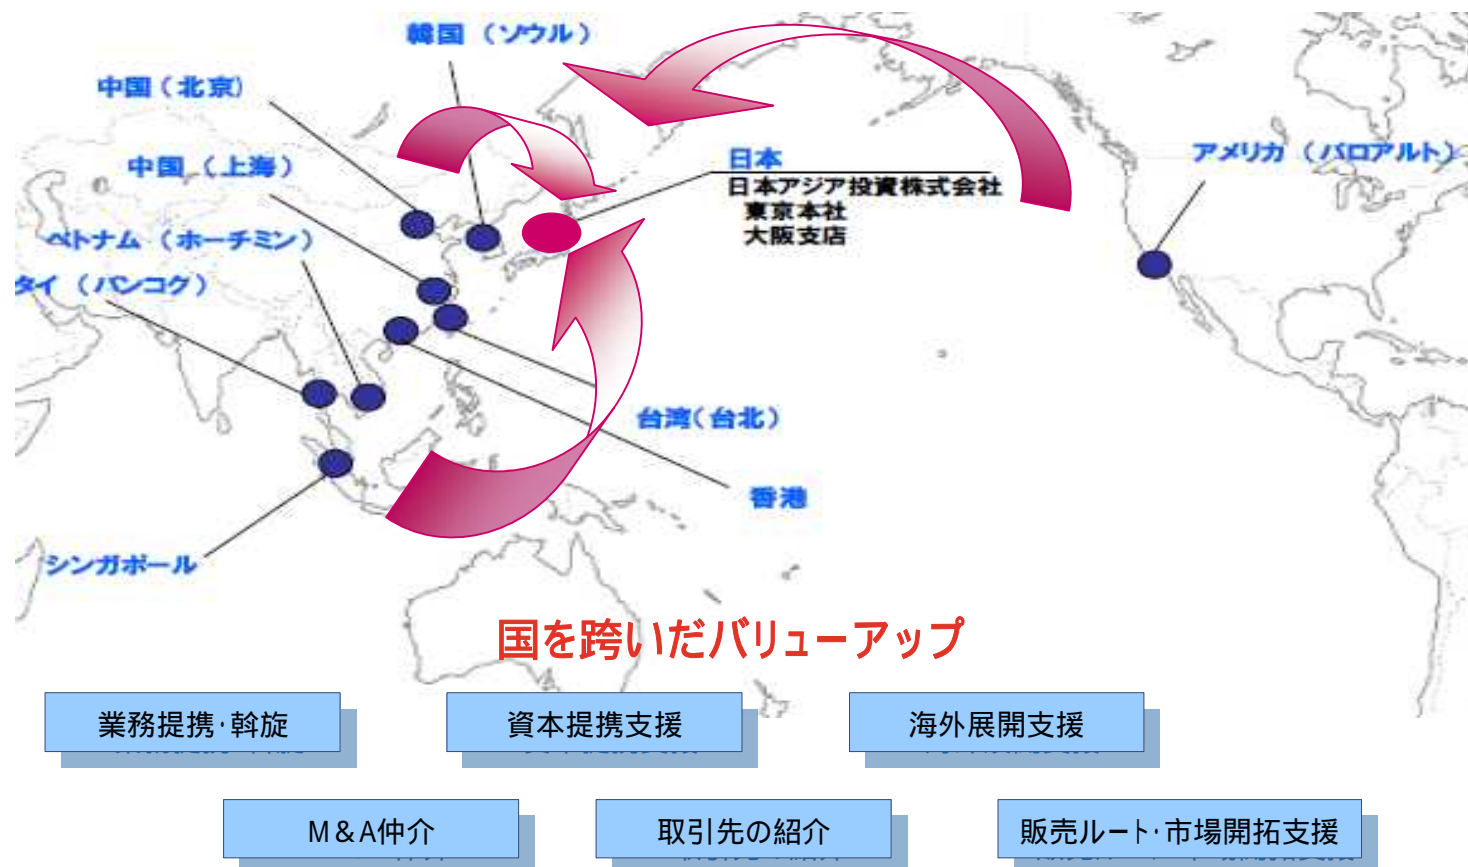 韓国（ソウル）
中国（北京）
中国（上海）
ベトナム（ホーチミン）
タイ（バンコク）
アメリカ（パロアルト）
日本
日本アジア投資株式会社
東京本社
大阪支店
台湾（台北）
香港
シンガポール
国を跨いだバリューアップ
業務提携・斡旋
資本提携支援
海外展開支援
M＆A仲介
取引先の紹介
販売ルート・市場開拓支援